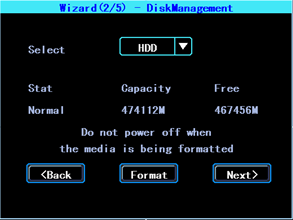 Wizard(2/5) - DiskManagement
Select HDD
Stat Capacity Free
Normal 474112M 467456M
Do not power off when
the media is being formatted
<Back Format Next>